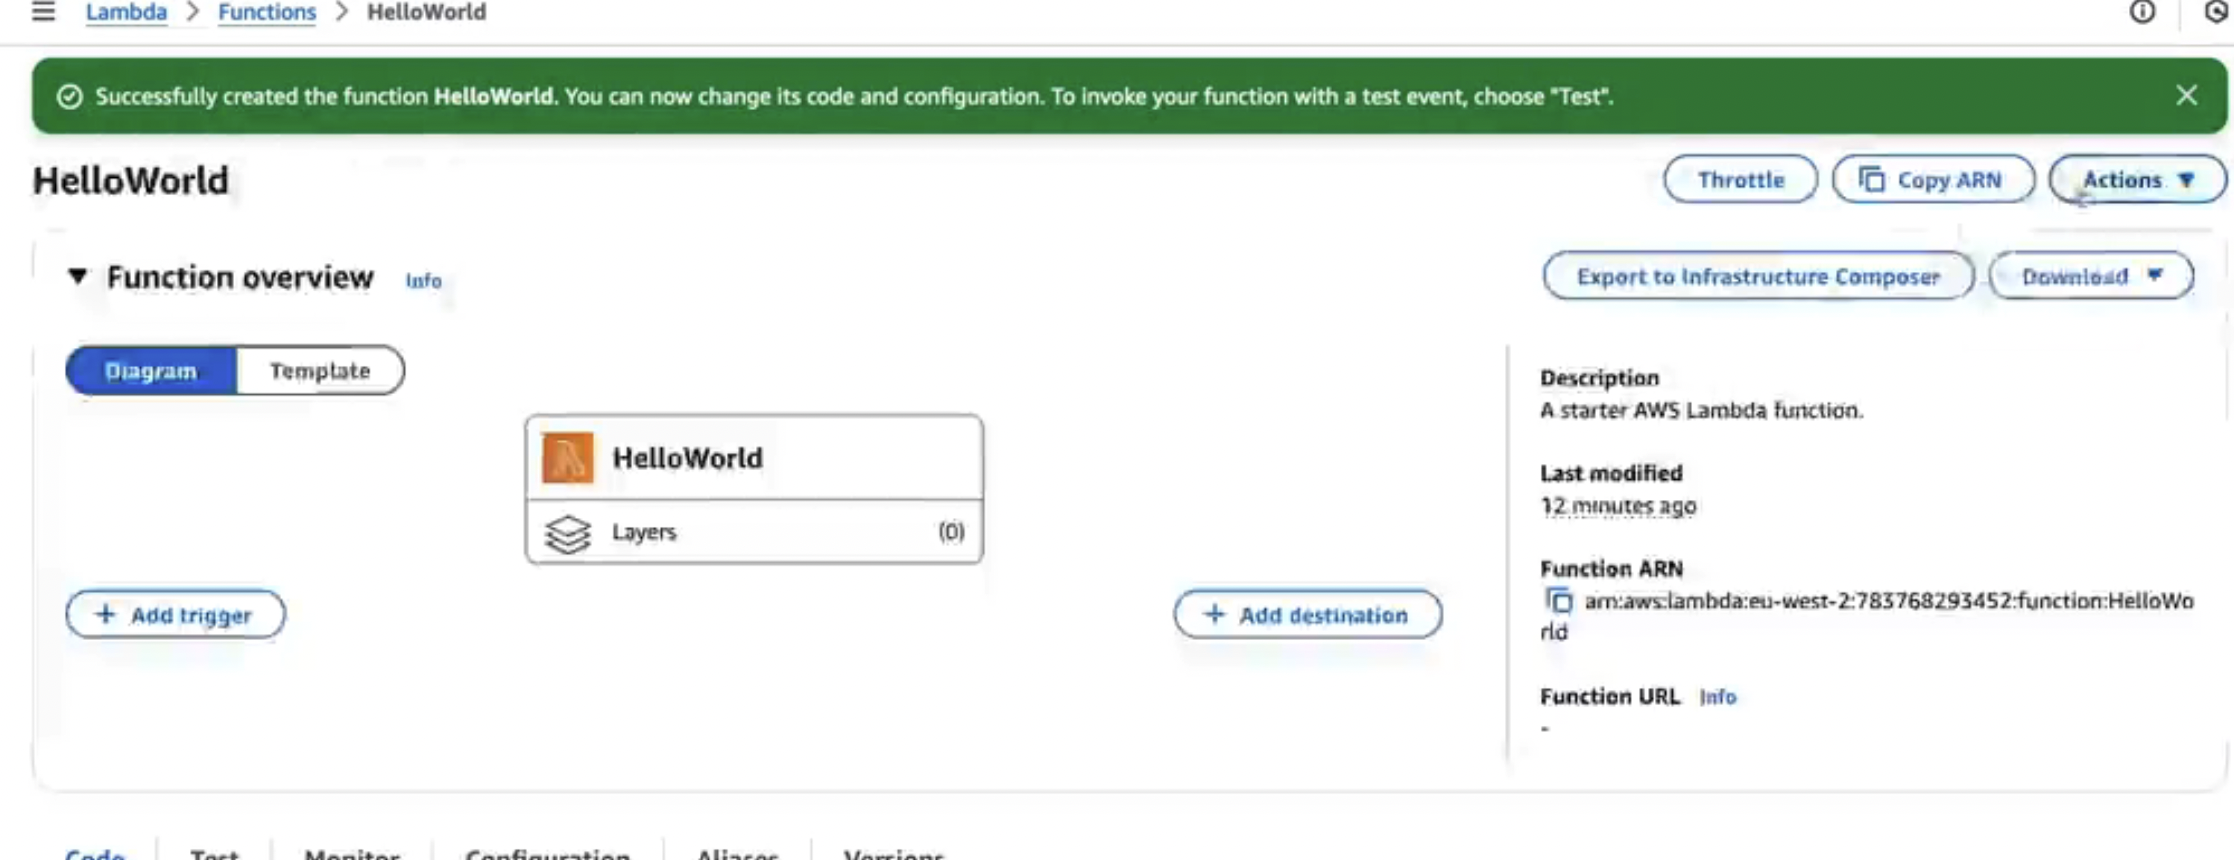 Lambda > Functions > HelloWorld
Successfully created the function HelloWorld. You can now change its code and configuration. To invoke your function with a test event, choose "Test".
HelloWorld
Throttle
Copy ARN
Actions
Function overview Info
Export to Infrastructure Composer
Download
Diagram
Template
HelloWorld
Layers (0)
+ Add trigger
+ Add destination
Description
A starter AWS Lambda function.
Last modified
12 minutes ago
Function ARN
arn:aws:lambda:eu-west-2:783768293452:function:HelloWo
rld
Function URL Info
-
Code Test Monitor Configuration Aliases Versions